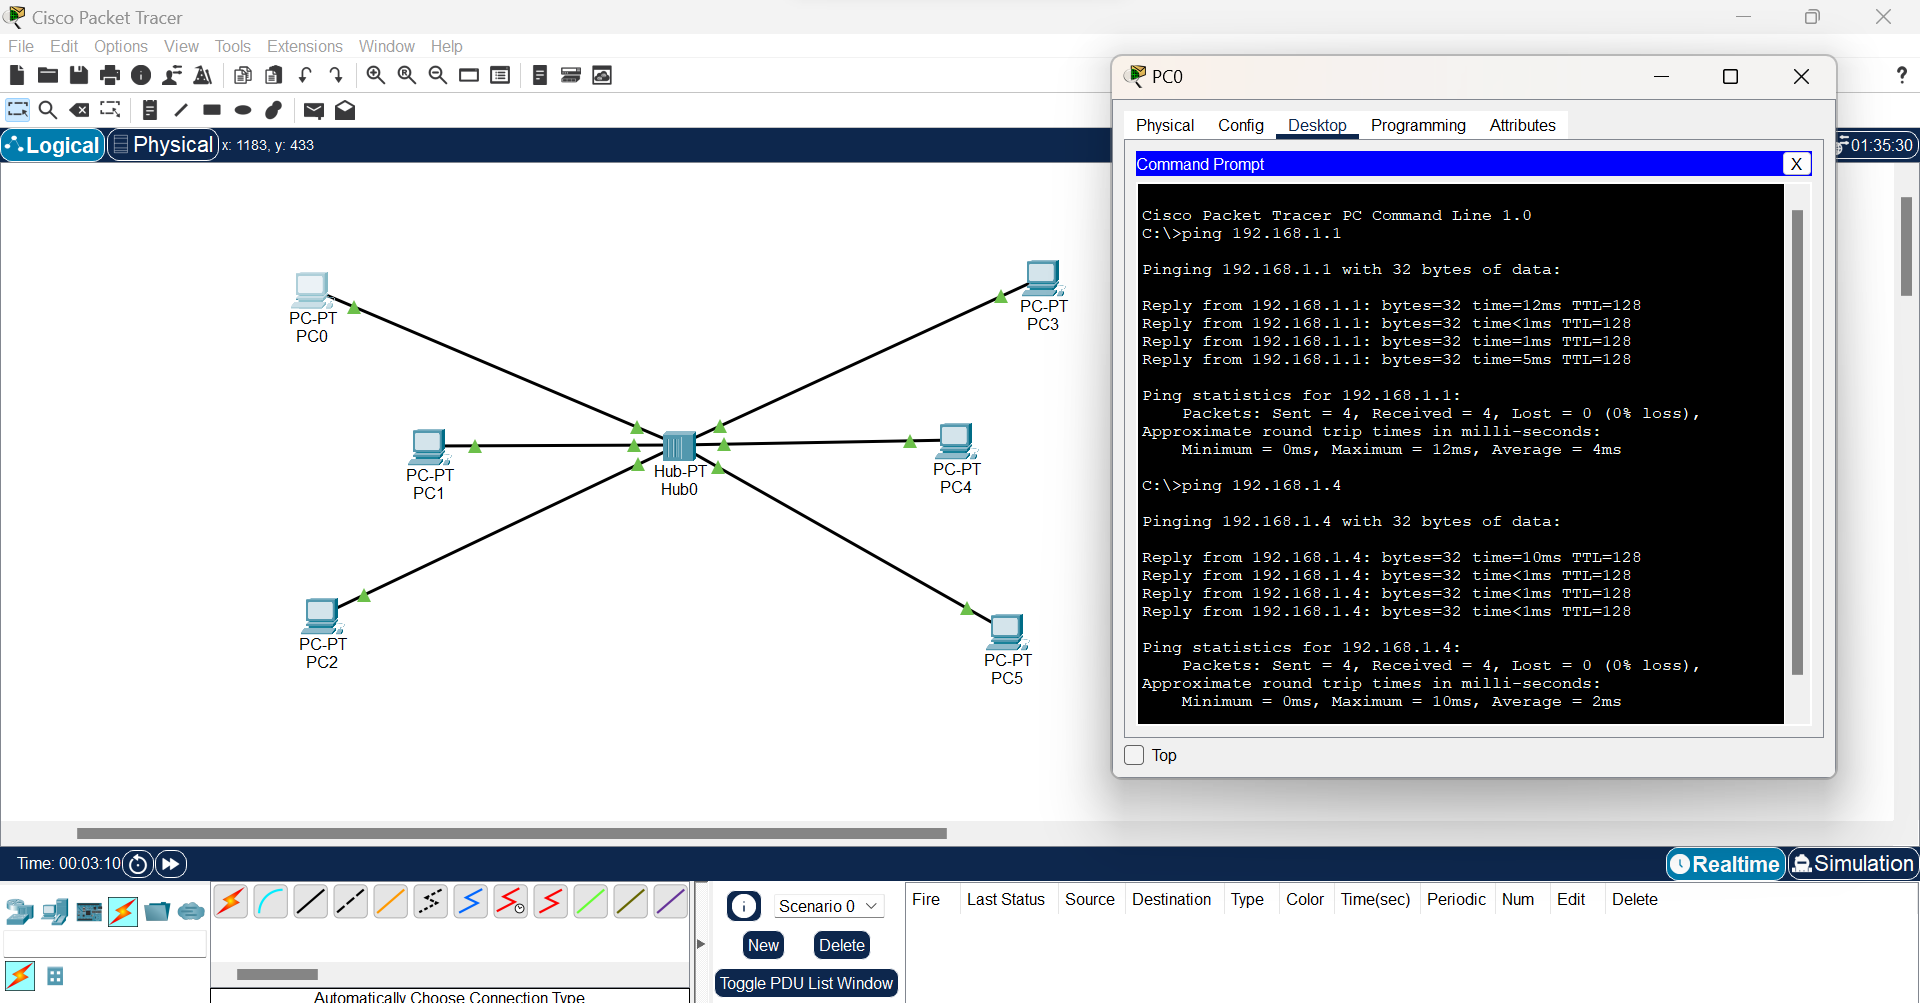 Cisco Packet Tracer
File Edit Options View Tools Extensions Window Help
Logical Physical x: 1183, y: 433
01:35:30
PC-PT
PC0
PC-PT
PC3
PC-PT
PC1
Hub-PT
Hub0
PC-PT
PC4
PC-PT
PC2
PC-PT
PC5
PC0
Physical Config Desktop Programming Attributes
Command Prompt X
Cisco Packet Tracer PC Command Line 1.0
C:\>ping 192.168.1.1
Pinging 192.168.1.1 with 32 bytes of data:
Reply from 192.168.1.1: bytes=32 time=12ms TTL=128
Reply from 192.168.1.1: bytes=32 time<1ms TTL=128
Reply from 192.168.1.1: bytes=32 time=1ms TTL=128
Reply from 192.168.1.1: bytes=32 time=5ms TTL=128
Ping statistics for 192.168.1.1:
Packets: Sent = 4, Received = 4, Lost = 0 (0% loss),
Approximate round trip times in milli-seconds:
Minimum = 0ms, Maximum = 12ms, Average = 4ms
C:\>ping 192.168.1.4
Pinging 192.168.1.4 with 32 bytes of data:
Reply from 192.168.1.4: bytes=32 time=10ms TTL=128
Reply from 192.168.1.4: bytes=32 time<1ms TTL=128
Reply from 192.168.1.4: bytes=32 time<1ms TTL=128
Reply from 192.168.1.4: bytes=32 time<1ms TTL=128
Ping statistics for 192.168.1.4:
Packets: Sent = 4, Received = 4, Lost = 0 (0% loss),
Approximate round trip times in milli-seconds:
Minimum = 0ms, Maximum = 10ms, Average = 2ms
Top
Time: 00:03:10
Realtime Simulation
Scenario 0
New Delete
Toggle PDU List Window
Fire Last Status Source Destination Type Color Time(sec) Periodic Num Edit Delete
Automatically Choose Connection Type